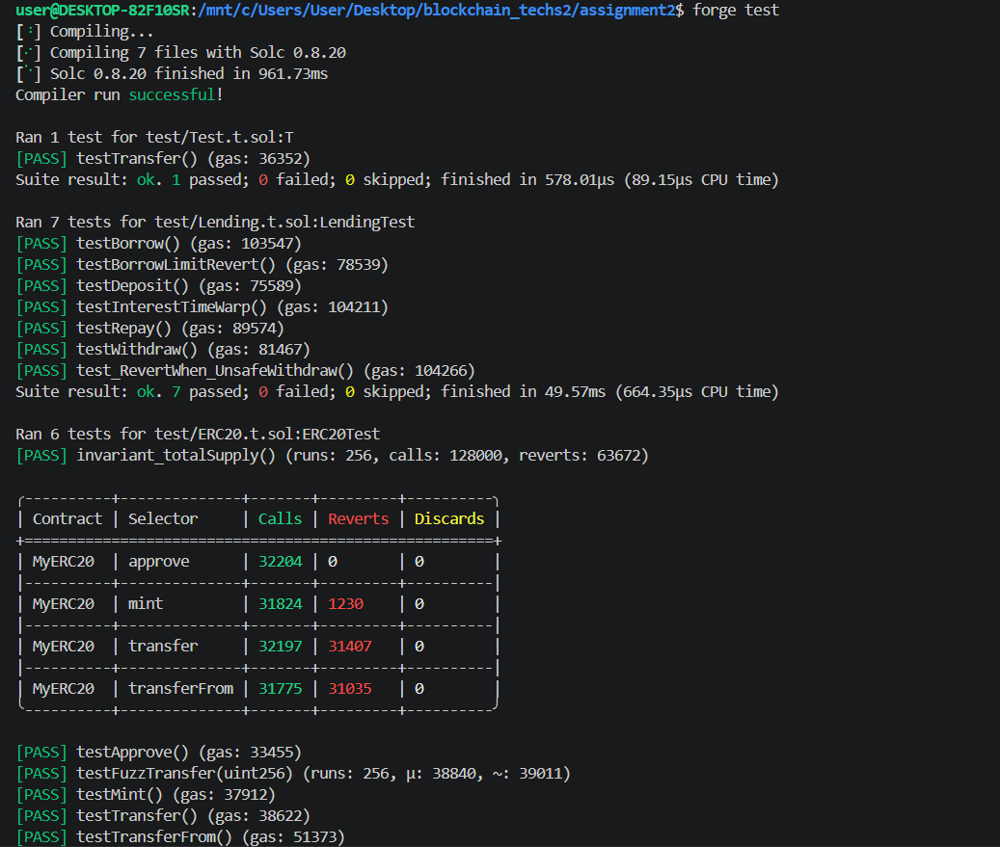 user@DESKTOP-82F10SR:/mnt/c/Users/User/Desktop/blockchain_techs2/assignment2$ forge test
[⠃] Compiling...
[⠊] Compiling 7 files with Solc 0.8.20
[⠑] Solc 0.8.20 finished in 961.73ms
Compiler run successful!

Ran 1 test for test/Test.t.sol:T
[PASS] testTransfer() (gas: 36352)
Suite result: ok. 1 passed; 0 failed; 0 skipped; finished in 578.01µs (89.15µs CPU time)

Ran 7 tests for test/Lending.t.sol:LendingTest
[PASS] testBorrow() (gas: 103547)
[PASS] testBorrowLimitRevert() (gas: 78539)
[PASS] testDeposit() (gas: 75589)
[PASS] testInterestTimeWarp() (gas: 104211)
[PASS] testRepay() (gas: 89574)
[PASS] testWithdraw() (gas: 81467)
[PASS] test_RevertWhen_UnsafeWithdraw() (gas: 104266)
Suite result: ok. 7 passed; 0 failed; 0 skipped; finished in 49.57ms (664.35µs CPU time)

Ran 6 tests for test/ERC20.t.sol:ERC20Test
[PASS] invariant_totalSupply() (runs: 256, calls: 128000, reverts: 63672)

╭----------+--------------+-------+---------+----------╮
| Contract | Selector     | Calls | Reverts | Discards |
+======================================================+
| MyERC20  | approve      | 32204 | 0       | 0        |
|----------+--------------+-------+---------+----------|
| MyERC20  | mint         | 31824 | 1230    | 0        |
|----------+--------------+-------+---------+----------|
| MyERC20  | transfer     | 32197 | 31407   | 0        |
|----------+--------------+-------+---------+----------|
| MyERC20  | transferFrom | 31775 | 31035   | 0        |
╰----------+--------------+-------+---------+----------╯

[PASS] testApprove() (gas: 33455)
[PASS] testFuzzTransfer(uint256) (runs: 256, μ: 38840, ~: 39011)
[PASS] testMint() (gas: 37912)
[PASS] testTransfer() (gas: 38622)
[PASS] testTransferFrom() (gas: 51373)